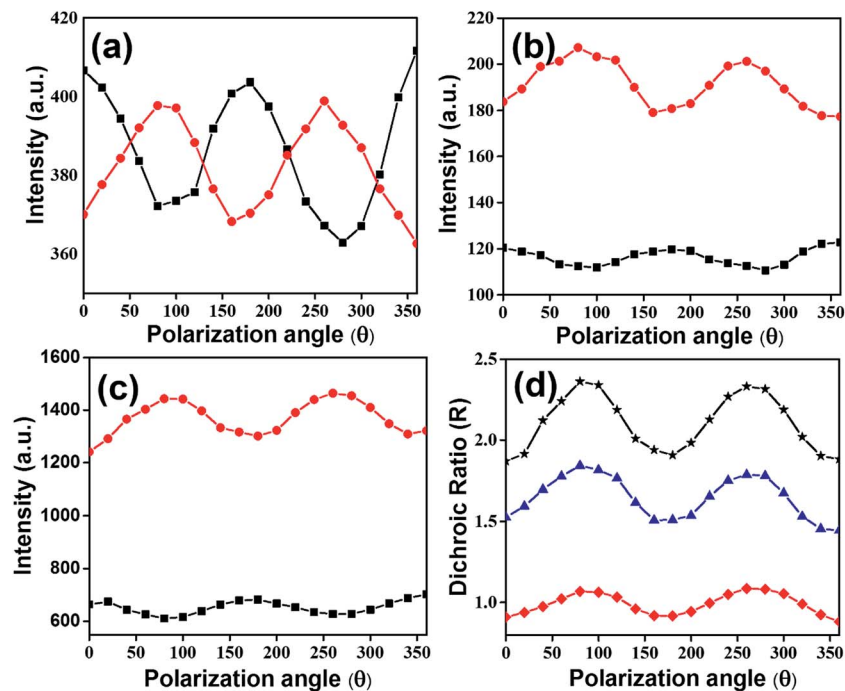 (a)
Intensity (a.u.)
420
400
380
360
0 50 100 150 200 250 300 350
Polarization angle (θ)
(b)
Intensity (a.u.)
220
200
180
160
140
120
100
0 50 100 150 200 250 300 350
Polarization angle (θ)
(c)
Intensity (a.u.)
1600
1400
1200
1000
800
600
0 50 100 150 200 250 300 350
Polarization angle (θ)
(d)
Dichroic Ratio (R)
2.5
2.0
1.5
1.0
0 50 100 150 200 250 300 350
Polarization angle (θ)